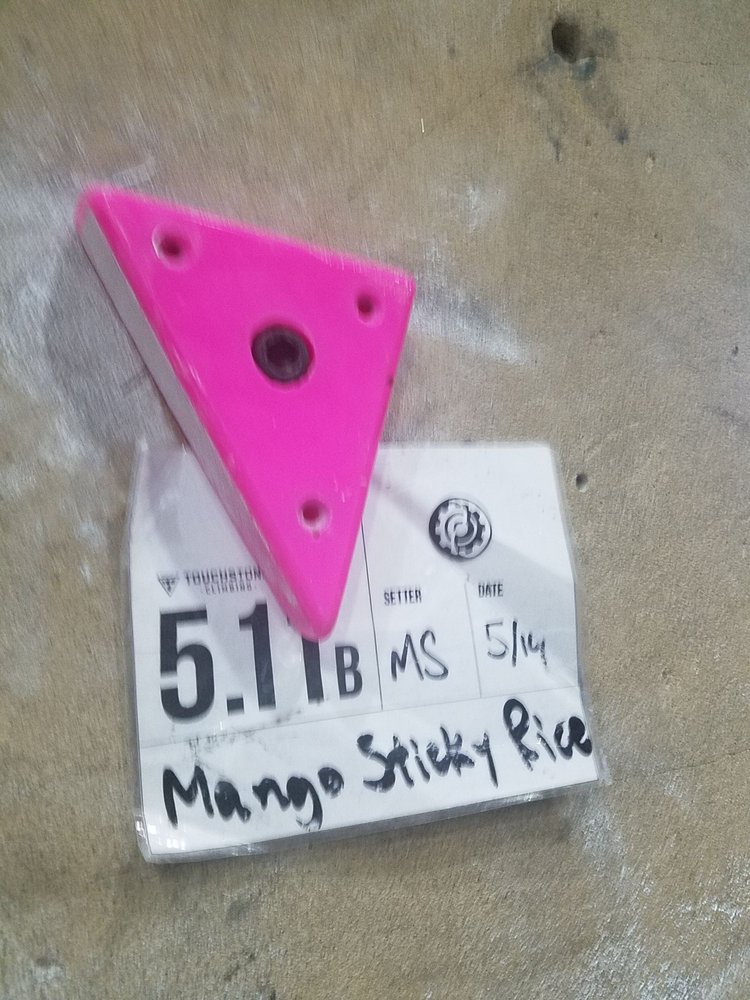 TOUCHSTON
CLIMBING
SETTER
DATE
5.11B
MS
5/14
Mango Sticky Rice